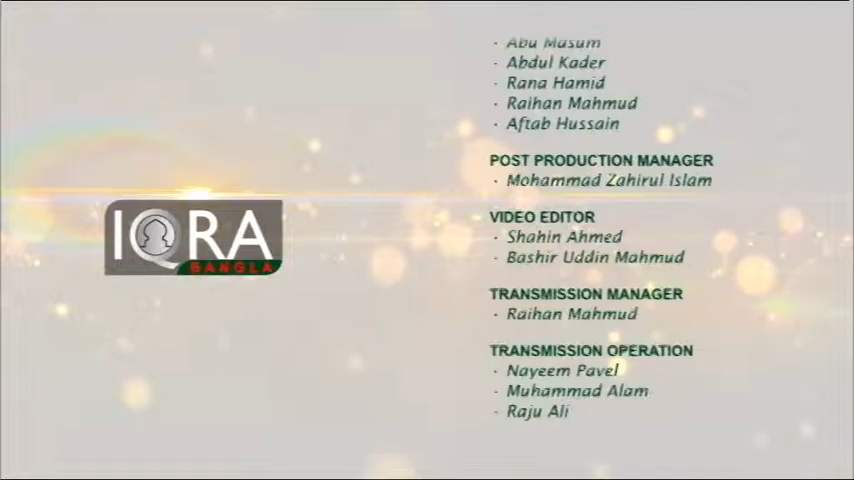 · Abu Masum
· Abdul Kader
· Rana Hamid
· Raihan Mahmud
· Aftab Hussain
POST PRODUCTION MANAGER
· Mohammad Zahirul Islam
VIDEO EDITOR
· Shahin Ahmed
· Bashir Uddin Mahmud
TRANSMISSION MANAGER
· Raihan Mahmud
TRANSMISSION OPERATION
· Nayeem Pavel
· Muhammad Alam
· Raju Ali
IQRA
BANGLA